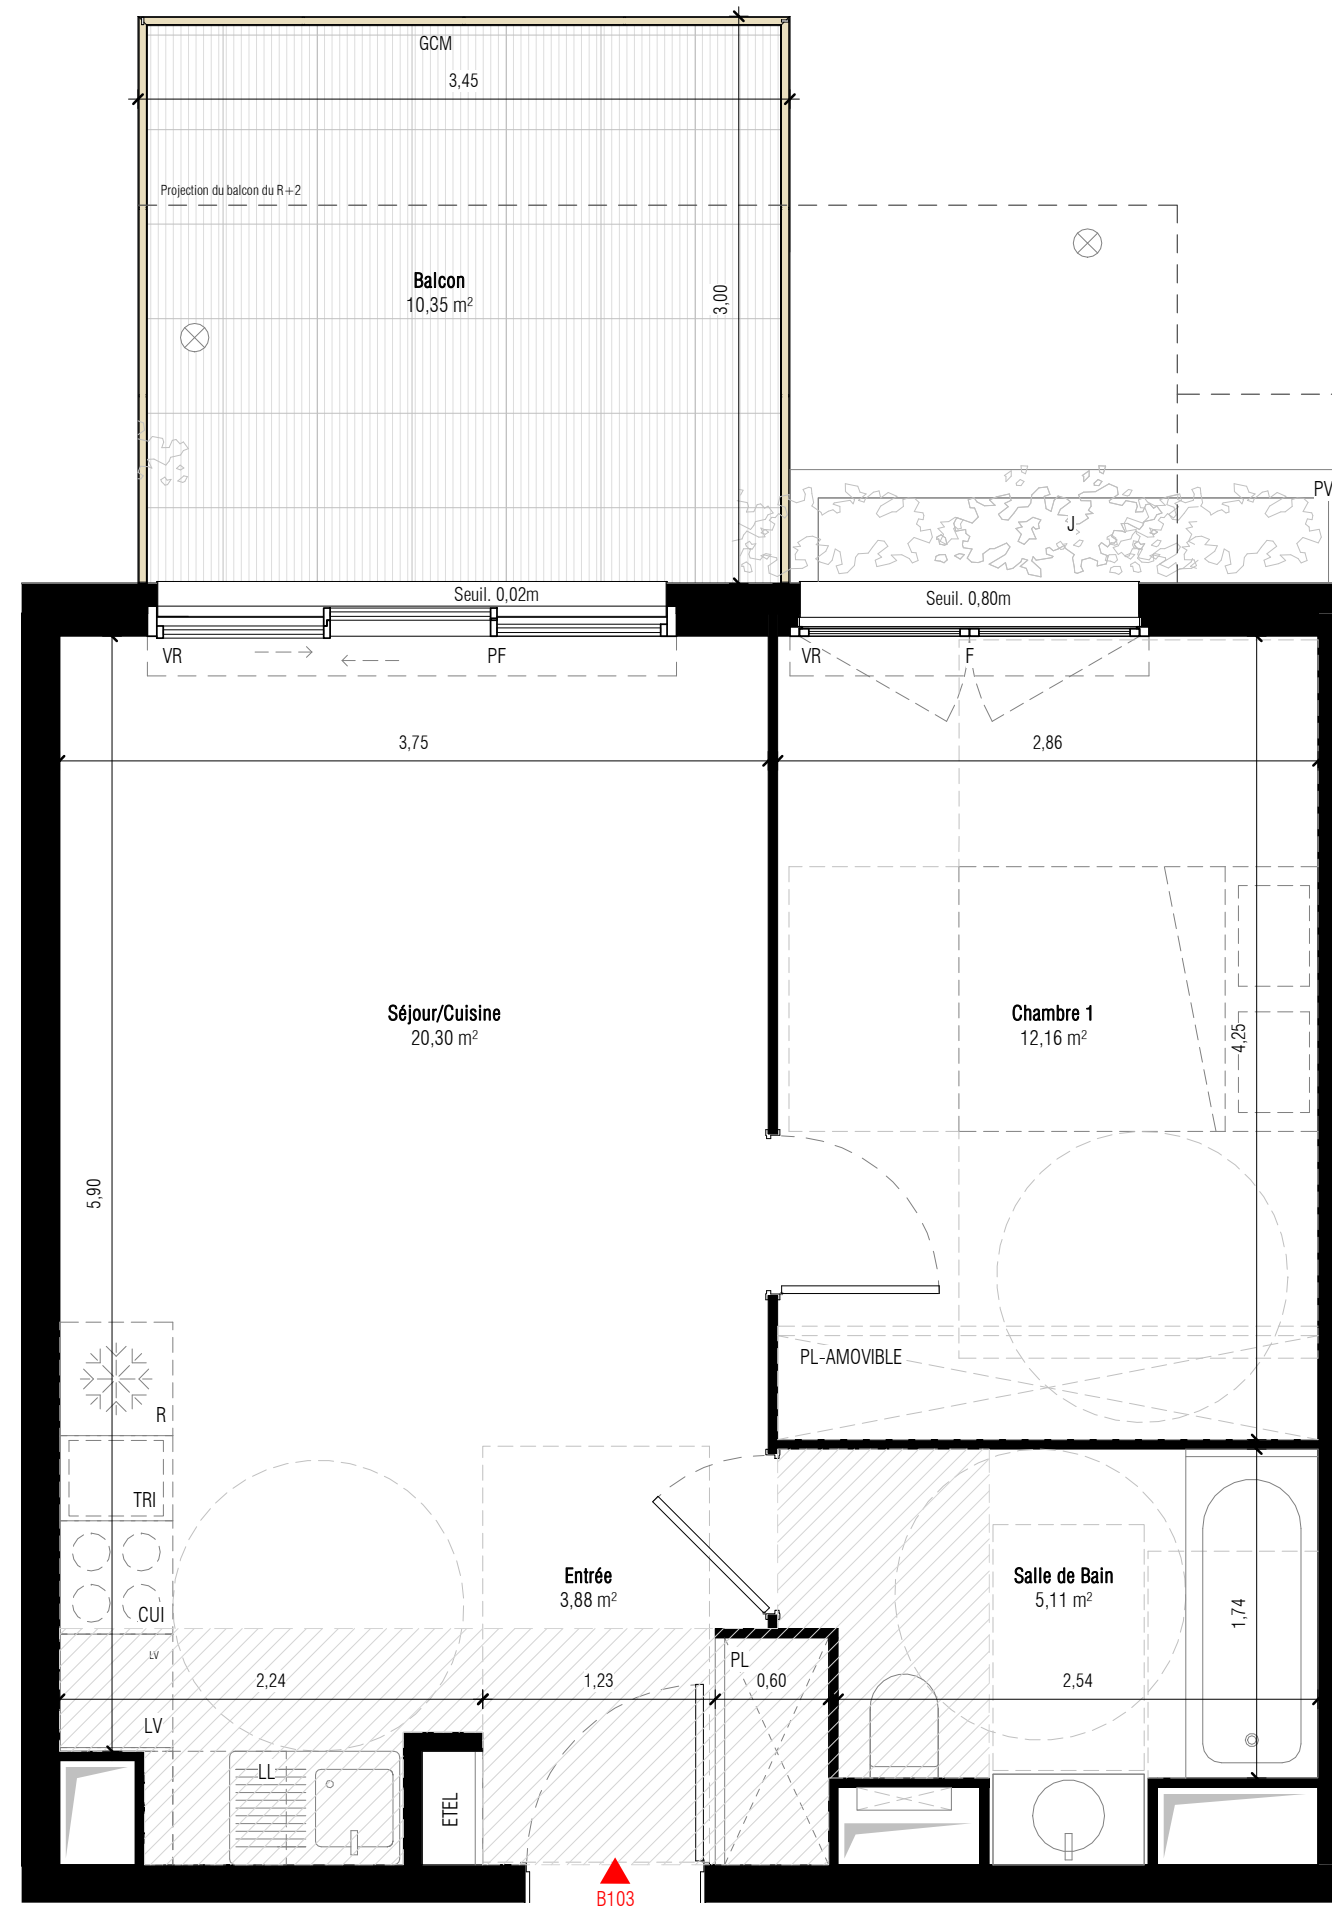 GCM
3,45
Projection du balcon du R+2
Balcon
10,35 m²
3,00
PV
J
Seuil. 0,02m
Seuil. 0,80m
VR
PF
VR
F
3,75
2,86
Séjour/Cuisine
20,30 m²
Chambre 1
12,16 m²
4,25
5,90
PL-AMOVIBLE
R
TRI
CUI
LV
Entrée
3,88 m²
Salle de Bain
5,11 m²
1,74
PL
2,24
1,23
0,60
2,54
LV
LL
ETEL
B103